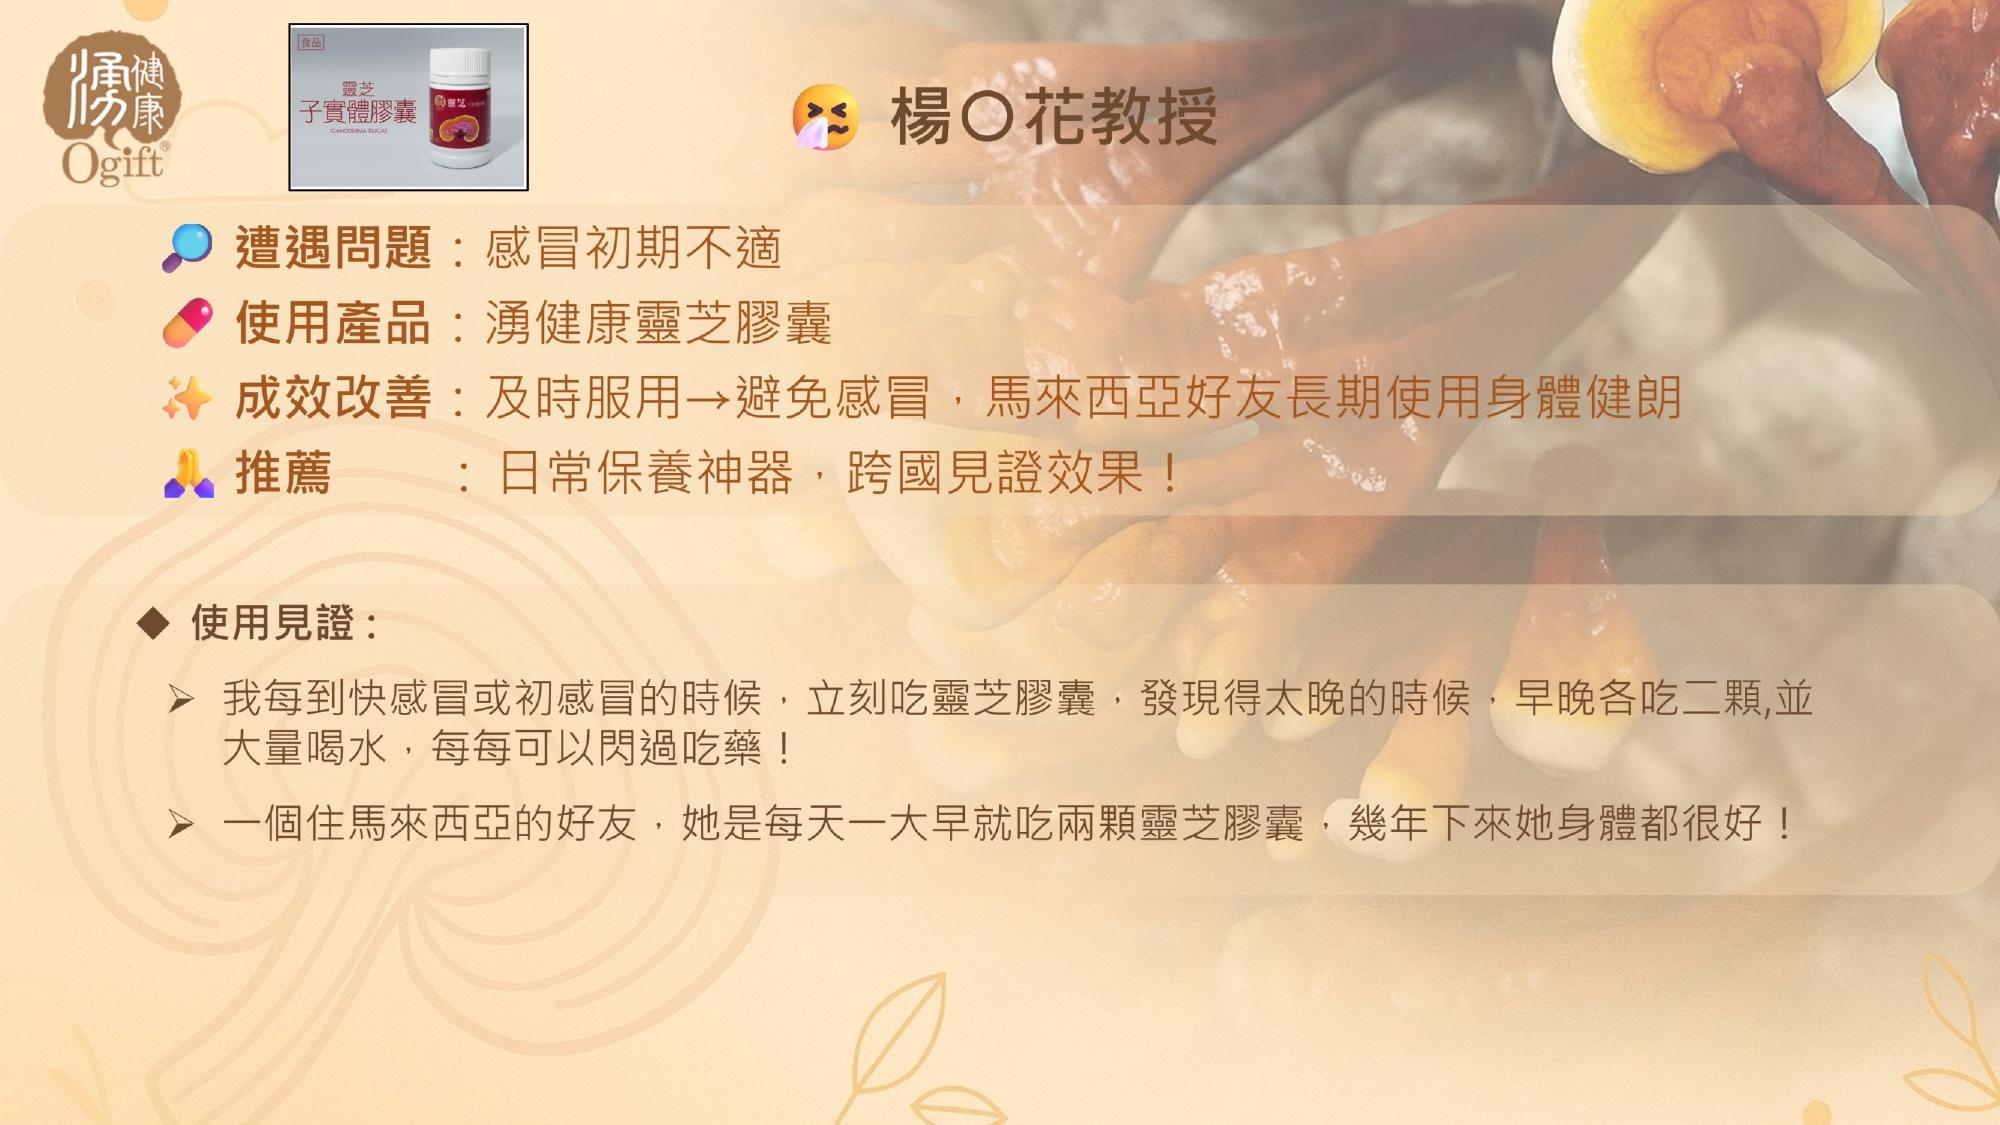 湧健康
Ogift®
食品
靈芝
子實體膠囊
GANODERMA TSUGAE
靈芝
🤧 楊〇花教授
🔎 遭遇問題：感冒初期不適
💊 使用產品：湧健康靈芝膠囊
✨ 成效改善：及時服用→避免感冒，馬來西亞好友長期使用身體健朗
🙏 推薦　　：日常保養神器，跨國見證效果！
◆ 使用見證：
➢ 我每到快感冒或初感冒的時候，立刻吃靈芝膠囊，發現得太晚的時候，早晚各吃二顆,並
大量喝水，每每可以閃過吃藥！
➢ 一個住馬來西亞的好友，她是每天一大早就吃兩顆靈芝膠囊，幾年下來她身體都很好！